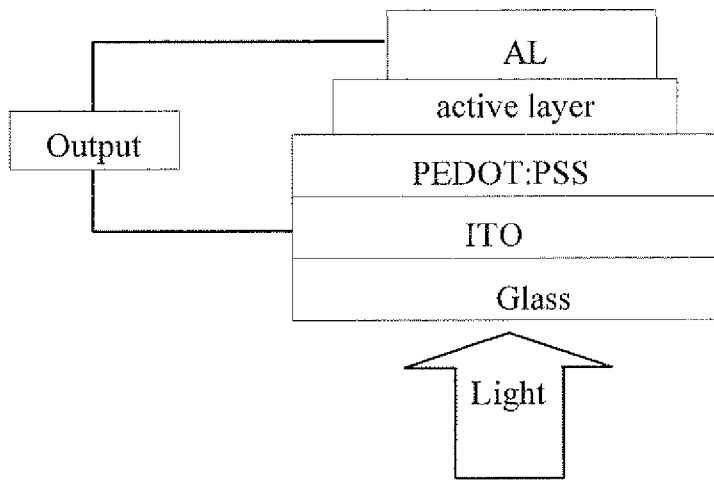 AL
active layer
Output
PEDOT:PSS
ITO
Glass
Light